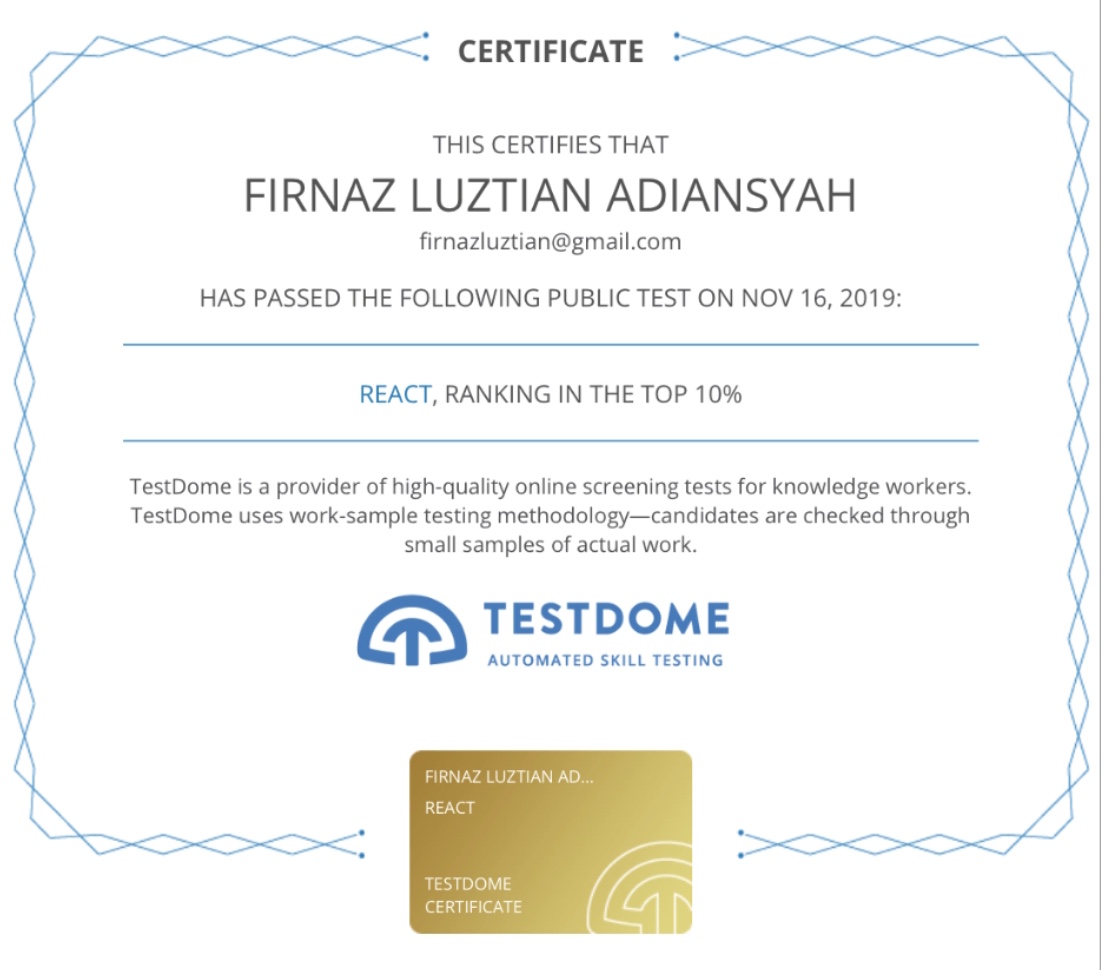 CERTIFICATE
THIS CERTIFIES THAT
FIRNAZ LUZTIAN ADIANSYAH
firnazluztian@gmail.com
HAS PASSED THE FOLLOWING PUBLIC TEST ON NOV 16, 2019:
REACT, RANKING IN THE TOP 10%
TestDome is a provider of high-quality online screening tests for knowledge workers.
TestDome uses work-sample testing methodology—candidates are checked through
small samples of actual work.
TESTDOME
AUTOMATED SKILL TESTING
FIRNAZ LUZTIAN AD...
REACT
TESTDOME
CERTIFICATE